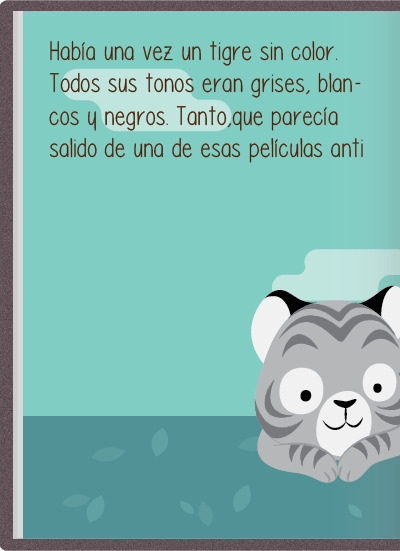 Había una vez un tigre sin color.
Todos sus tonos eran grises, blan-
cos y negros. Tanto,que parecía
salido de una de esas películas anti